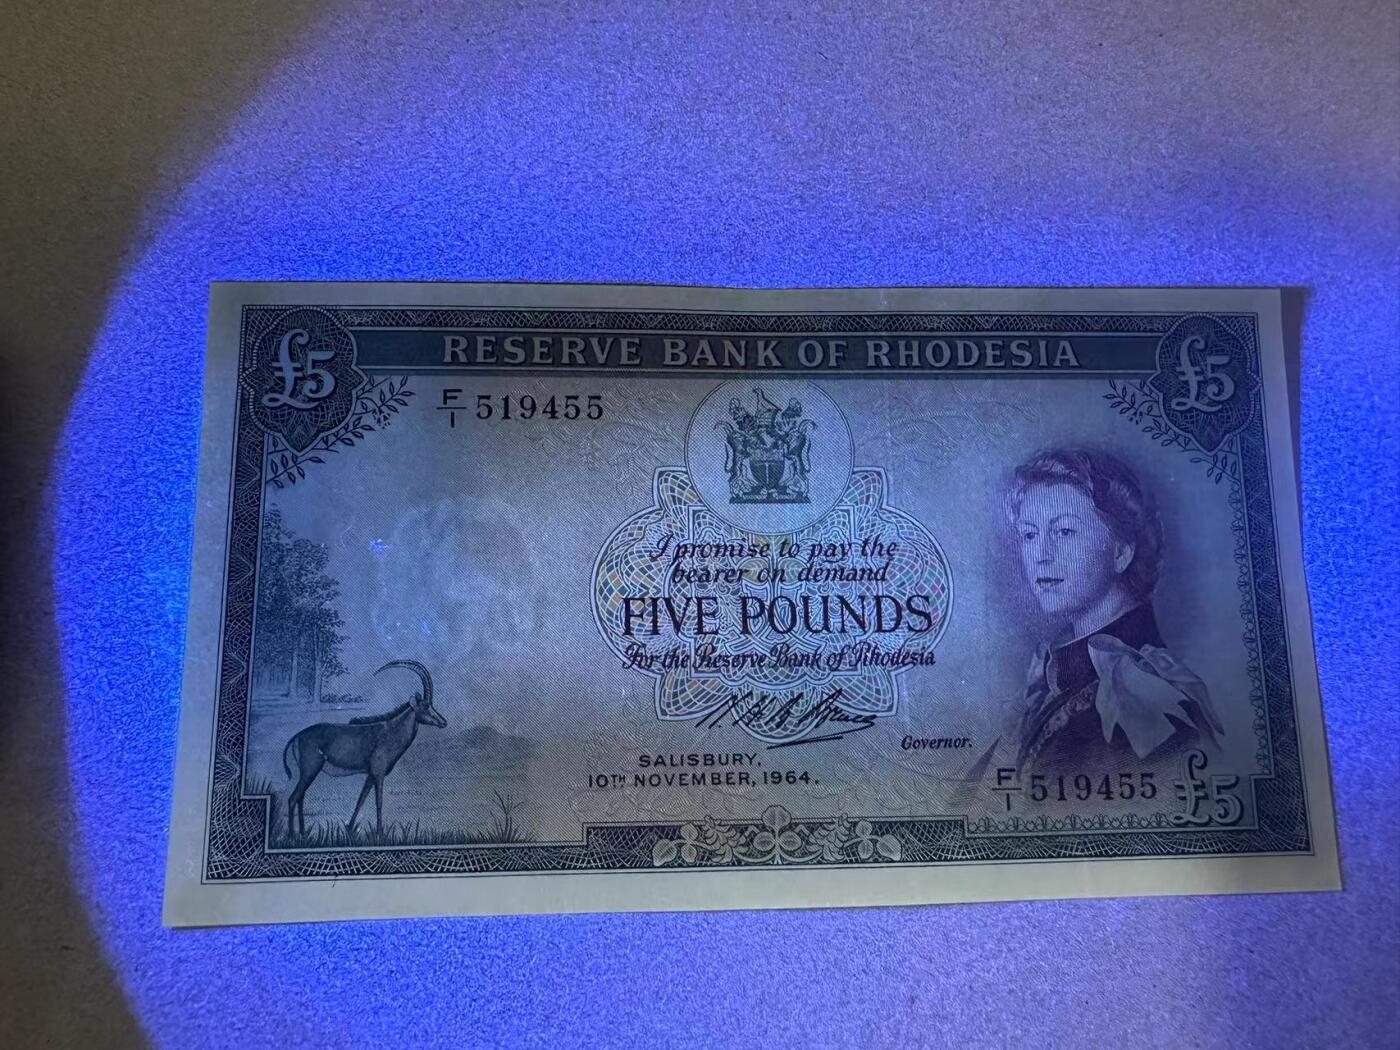 £5 RESERVE BANK OF RHODESIA £5
F/1 519455
I promise to pay the
bearer on demand
FIVE POUNDS
For the Reserve Bank of Rhodesia
Governor.
SALISBURY,
10TH NOVEMBER, 1964.
F/1 519455 £5